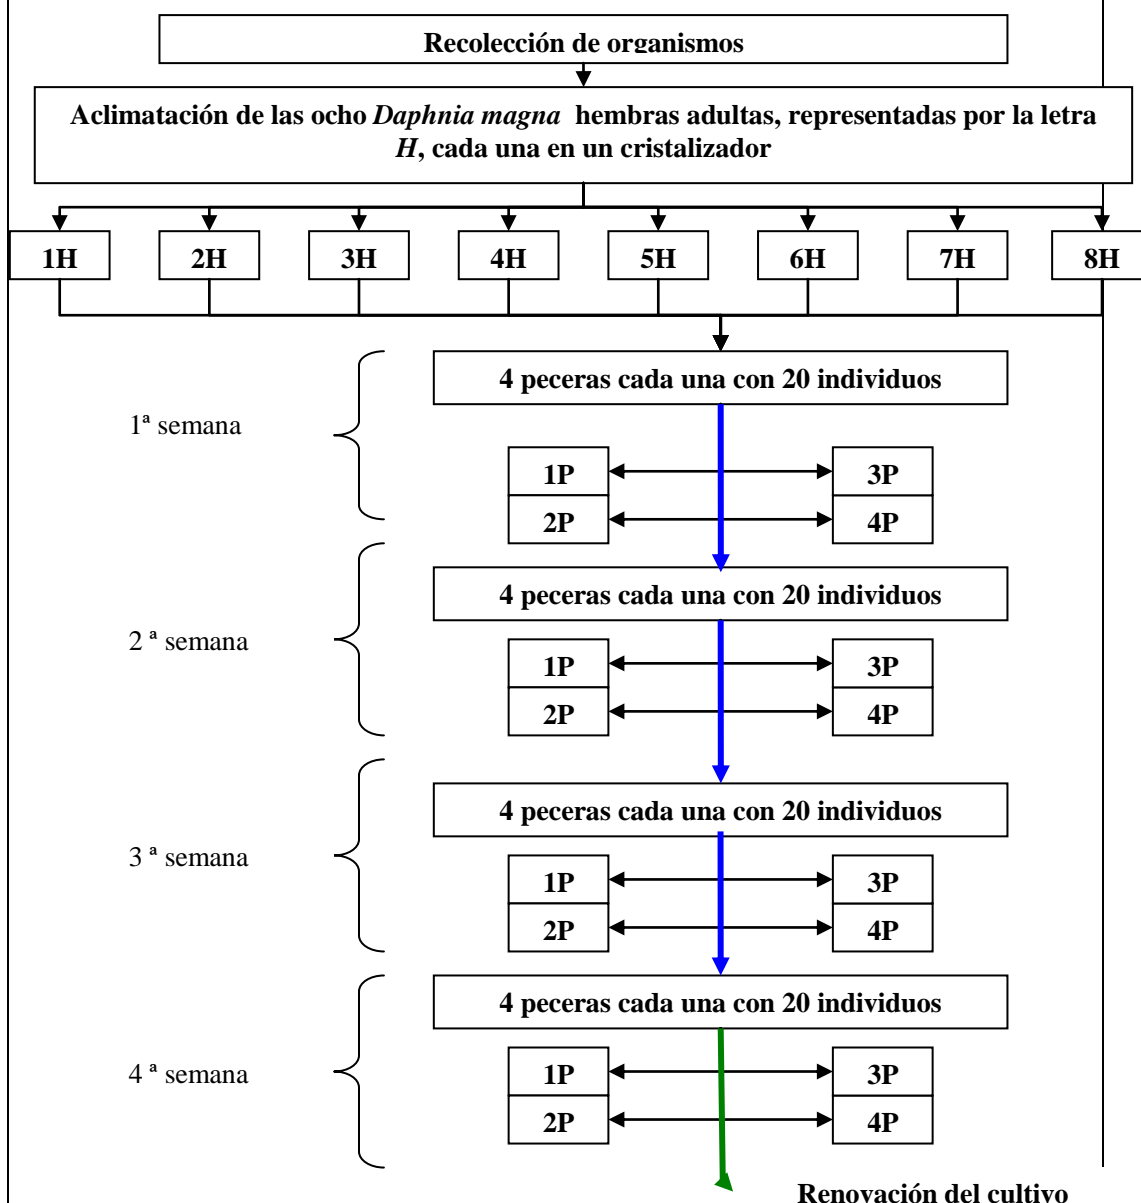 Recolección de organismos
Aclimatación de las ocho Daphnia magna hembras adultas, representadas por la letra
H, cada una en un cristalizador
1H 2H 3H 4H 5H 6H 7H 8H
4 peceras cada una con 20 individuos
1ª semana
1P 3P
2P 4P
4 peceras cada una con 20 individuos
2 ª semana
1P 3P
2P 4P
4 peceras cada una con 20 individuos
3 ª semana
1P 3P
2P 4P
4 peceras cada una con 20 individuos
4 ª semana
1P 3P
2P 4P
Renovación del cultivo